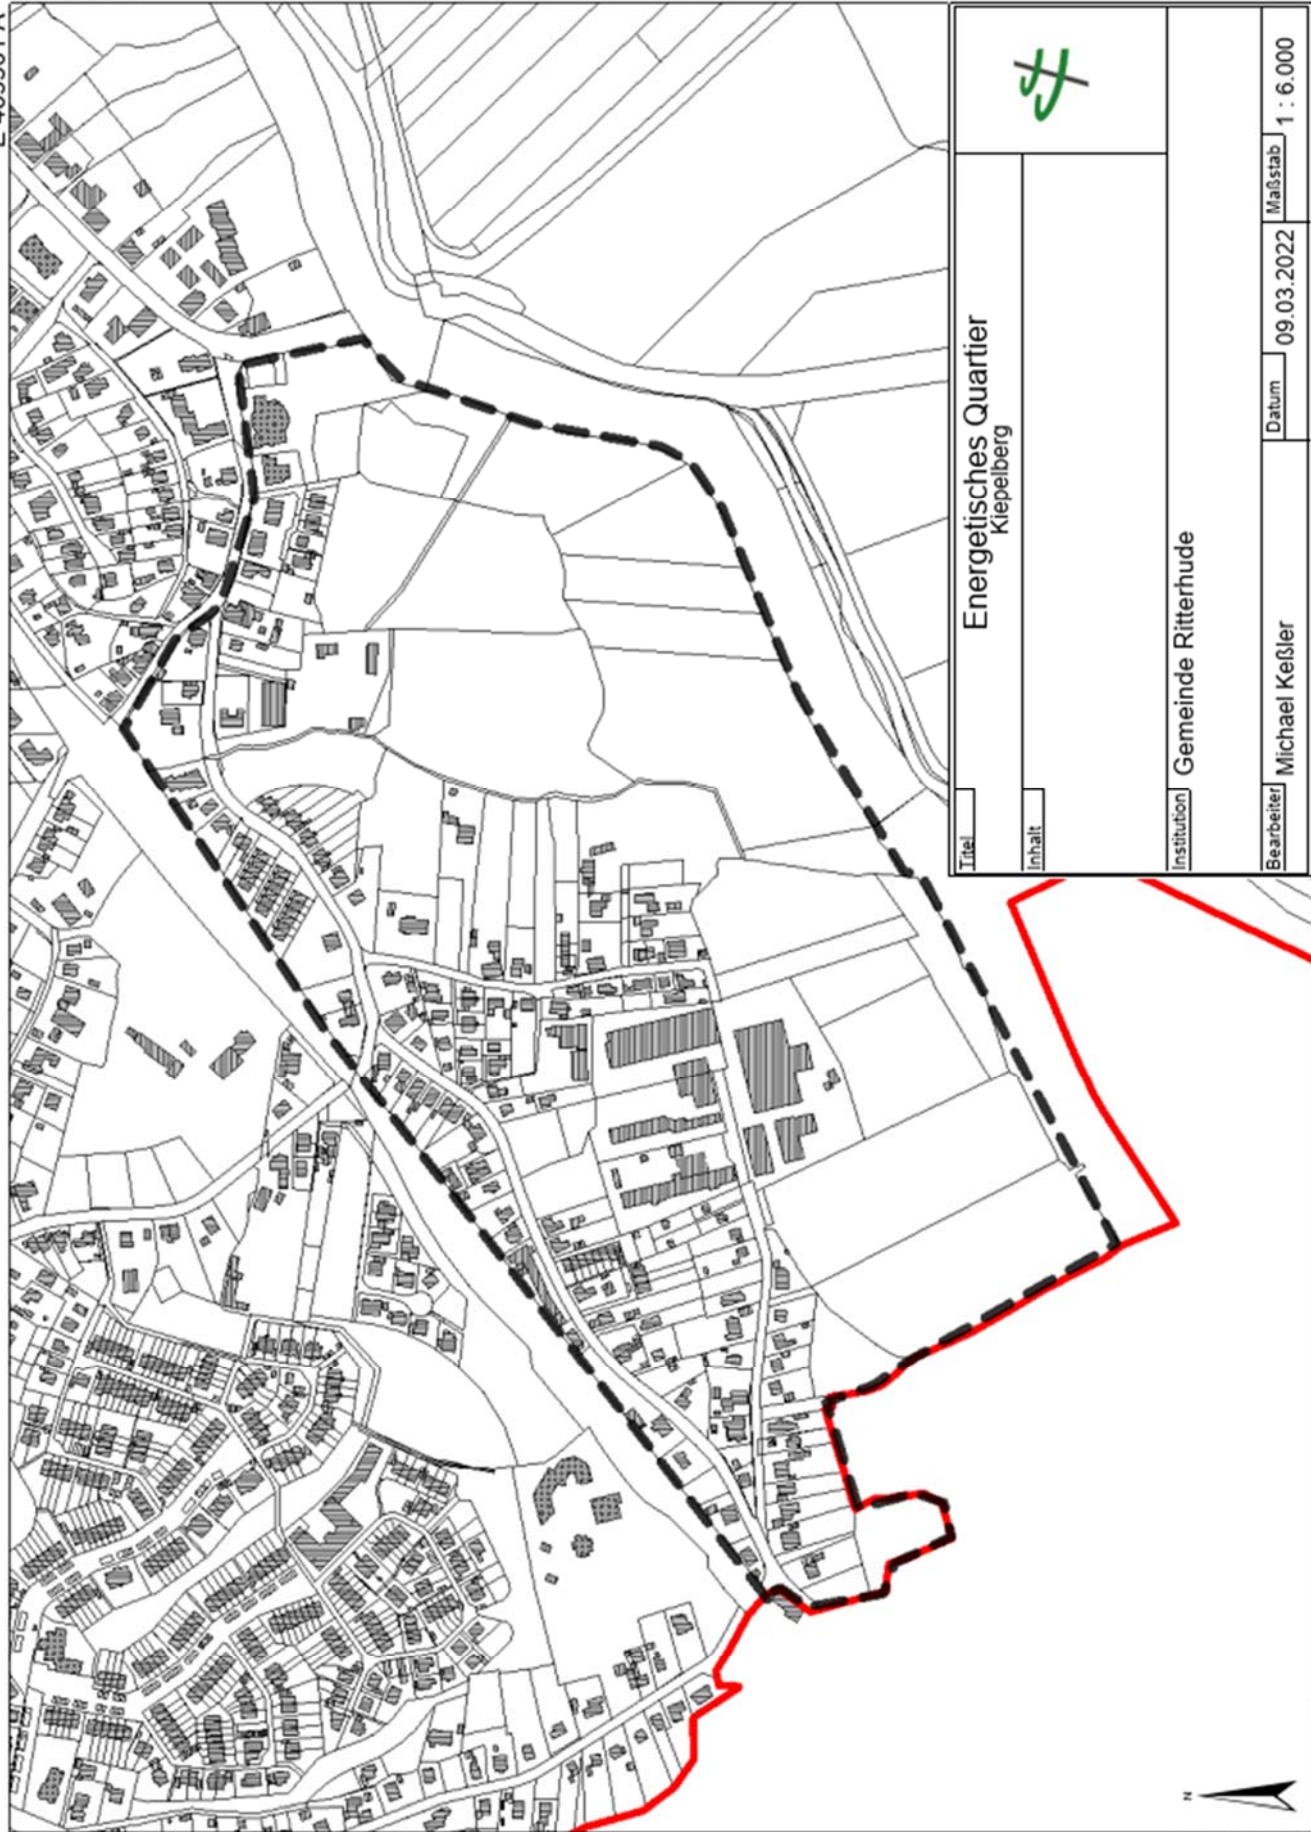 Titel
Energetisches Quartier
Kiepelberg
Inhalt
Institution
Gemeinde Ritterhude
Bearbeiter
Michael Keßler
Datum
09.03.2022
Maßstab
1 : 6.000
N